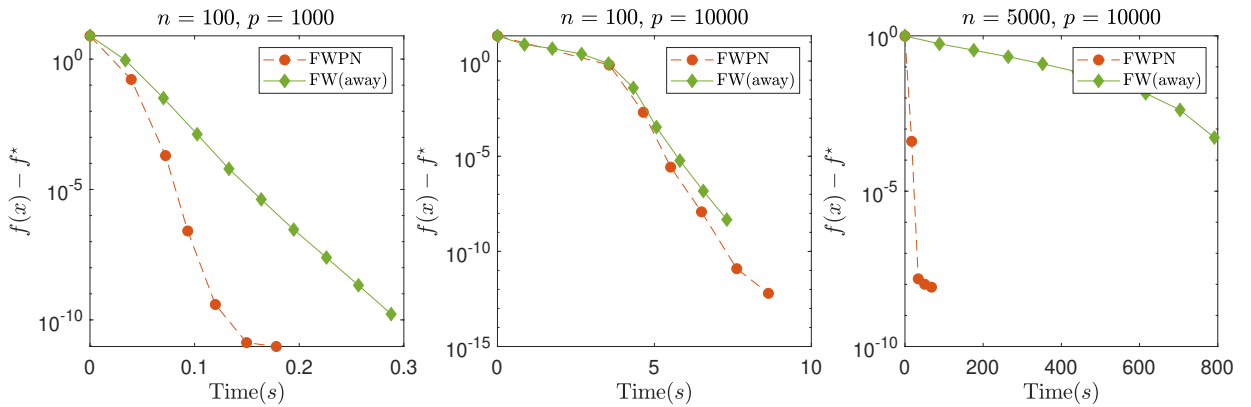 n = 100, p = 1000
FWPN
FW(away)
f(x) − f⋆
10^0
10^-5
10^-10
0 0.1 0.2 0.3
Time(s)
n = 100, p = 10000
FWPN
FW(away)
f(x) − f⋆
10^0
10^-5
10^-10
10^-15
0 5 10
Time(s)
n = 5000, p = 10000
FWPN
FW(away)
f(x) − f⋆
10^0
10^-5
10^-10
0 200 400 600 800
Time(s)